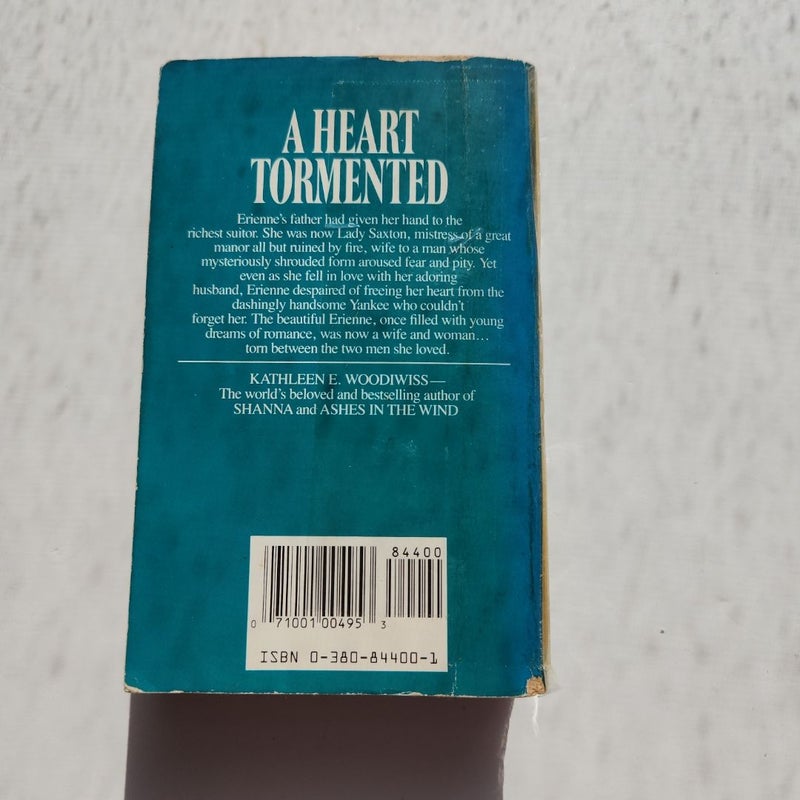 A HEART
TORMENTED
Erienne's father had given her hand to the
richest suitor. She was now Lady Saxton, mistress of a great
manor all but ruined by fire, wife to a man whose
mysteriously shrouded form aroused fear and pity. Yet
even as she fell in love with her adoring
husband, Erienne despaired of freeing her heart from the
dashingly handsome Yankee who couldn't
forget her. The beautiful Erienne, once filled with young
dreams of romance, was now a wife and woman...
torn between the two men she loved.
KATHLEEN E. WOODIWISS—
The world's beloved and bestselling author of
SHANNA and ASHES IN THE WIND
84400
0 71001 00495 3
ISBN 0-380-84400-1